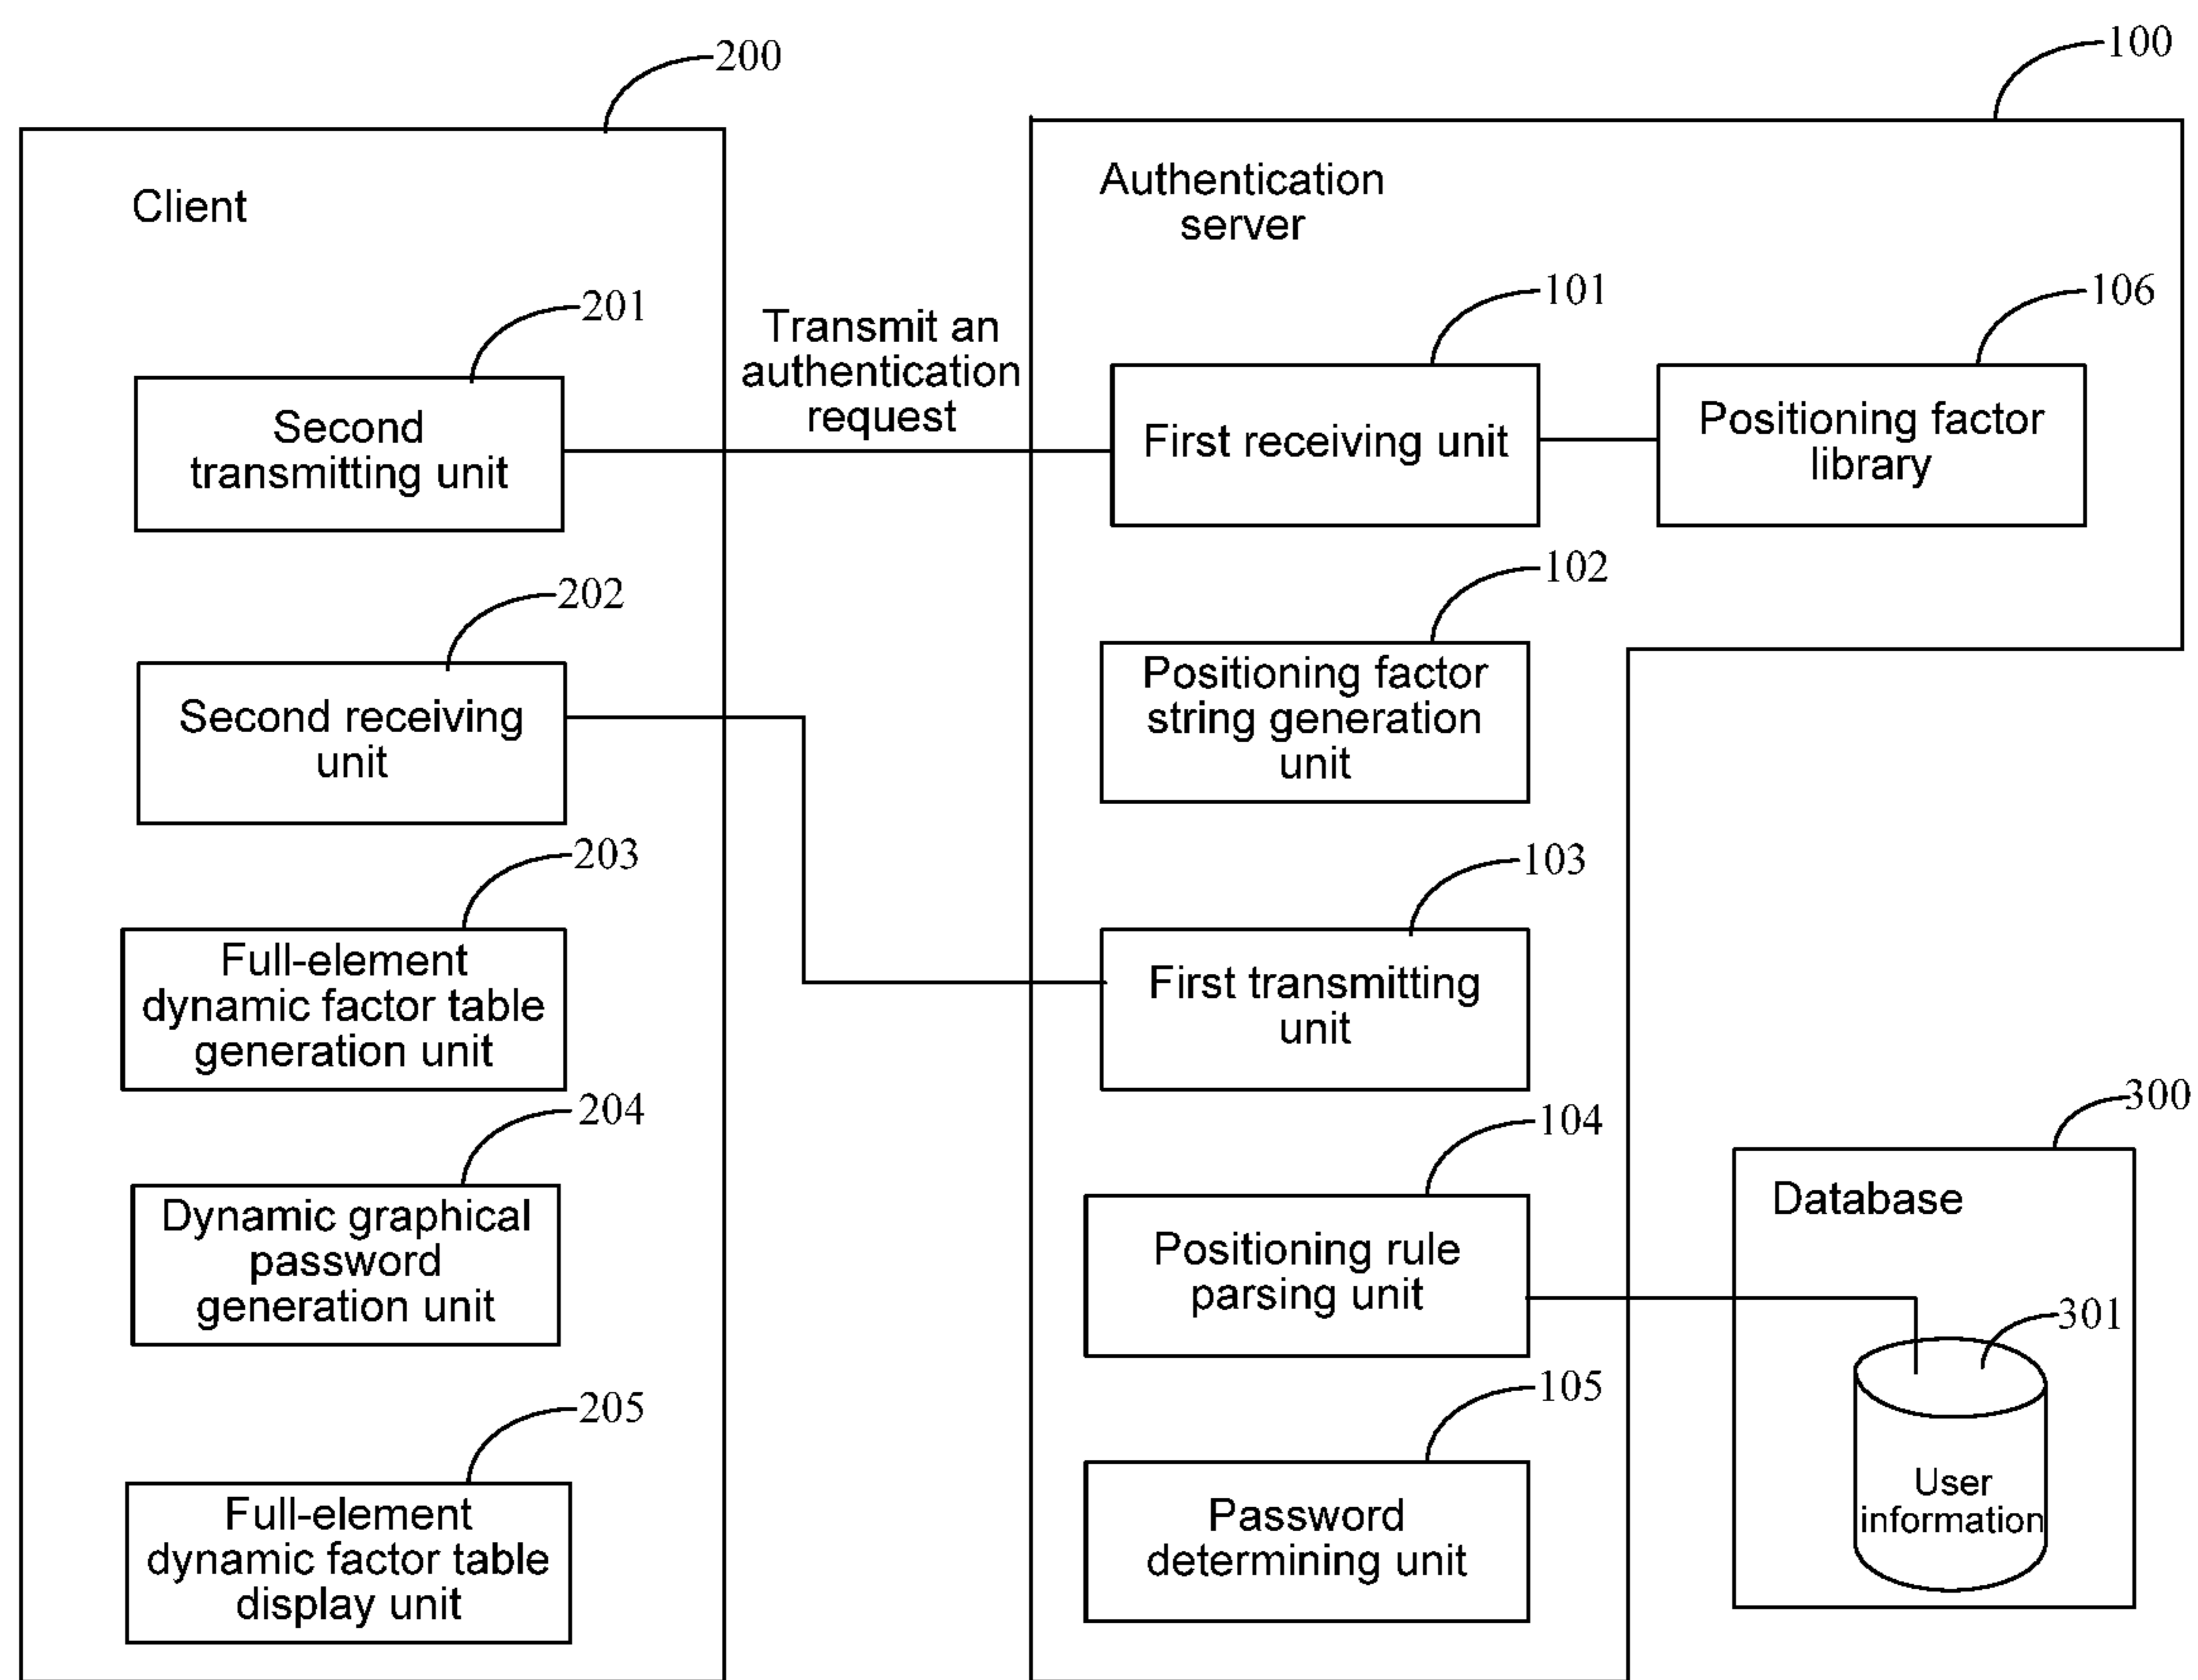 200
100
Client
Authentication
server
201
Transmit an
authentication
request
101
106
Second
transmitting unit
First receiving unit
Positioning factor
library
202
102
Second receiving
unit
Positioning factor
string generation
unit
203
103
Full-element
dynamic factor table
generation unit
First transmitting
unit
204
104
300
Dynamic graphical
password
generation unit
Positioning rule
parsing unit
Database
301
205
105
Full-element
dynamic factor table
display unit
Password
determining unit
User
information